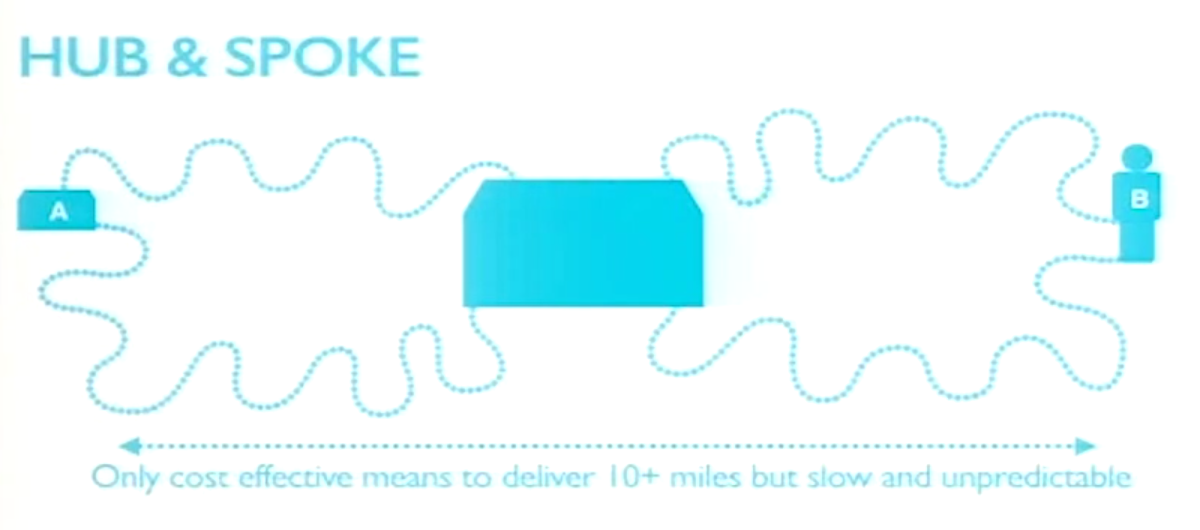 HUB & SPOKE
A
B
Only cost effective means to deliver 10+ miles but slow and unpredictable